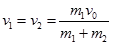 v₁ = v₂ = m₁v₀ / (m₁ + m₂)